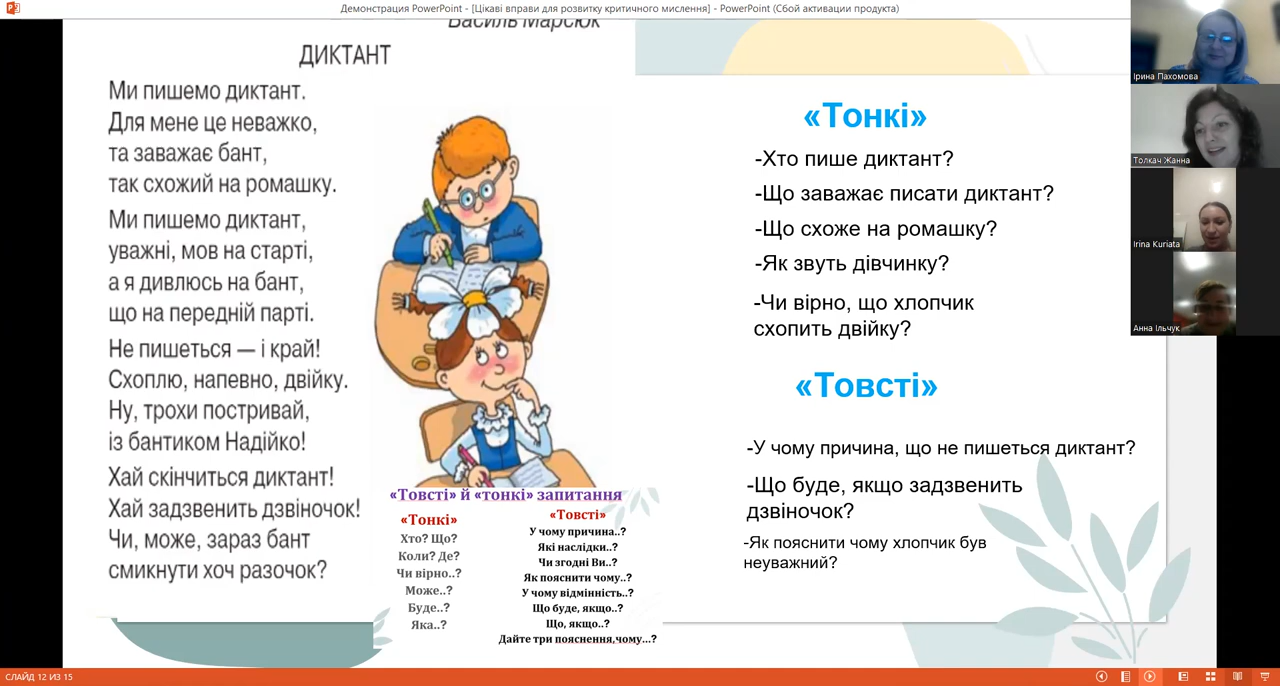 Демонстрация PowerPoint - [Цікаві вправи для розвитку критичного мислення] - PowerPoint (Сбой активации продукта)
Василь Марсюк
ДИКТАНТ
Ми пишемо диктант.
Для мене це неважко,
та заважає бант,
так схожий на ромашку.
Ми пишемо диктант,
уважні, мов на старті,
а я дивлюсь на бант,
що на передній парті.
Не пишеться — і край!
Схоплю, напевно, двійку.
Ну, трохи постривай,
із бантиком Надійко!
Хай скінчиться диктант!
Хай задзвенить дзвіночок!
Чи, може, зараз бант
смикнути хоч разочок?
«Товсті» й «тонкі» запитання
«Тонкі»
Хто? Що?
Коли? Де?
Чи вірно..?
Може..?
Буде..?
Яка..?
«Товсті»
У чому причина..?
Які наслідки..?
Чи згодні Ви..?
Як пояснити чому..?
У чому відмінність..?
Що буде, якщо..?
Що, якщо..?
Дайте три пояснення,чому...?
«Тонкі»
-Хто пише диктант?
-Що заважає писати диктант?
-Що схоже на ромашку?
-Як звуть дівчинку?
-Чи вірно, що хлопчик
схопить двійку?
«Товсті»
-У чому причина, що не пишеться диктант?
-Що буде, якщо задзвенить
дзвіночок?
-Як пояснити чому хлопчик був
неуважний?
Ірина Пахомова
Толкач Жанна
Irina Kuriata
Анна Ільчук
СЛАЙД 12 ИЗ 15